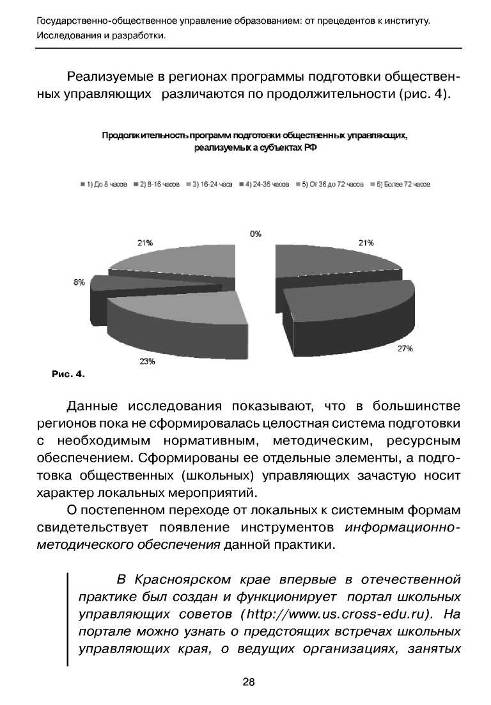 Государственно-общественное управление образованием: от прецедентов к институту.
Исследования и разработки.
Реализуемые в регионах программы подготовки обществен-
ных управляющих различаются по продолжительности (рис. 4).
Продолжительность программ подготовки общественных управляющих,
реализуемых а субъектах РФ
1) До 8 часов 2) 8-16 часов 3) 16-24 часа 4) 24-36 часов 5) От 36 до 72 часов 6) Более 72 часов
0%
21%
21%
8%
27%
23%
Рис. 4.
Данные исследования показывают, что в большинстве
регионов пока не сформировалась целостная система подготовки
с необходимым нормативным, методическим, ресурсным
обеспечением. Сформированы ее отдельные элементы, а подго-
товка общественных (школьных) управляющих зачастую носит
характер локальных мероприятий.
О постепенном переходе от локальных к системным формам
свидетельствует появление инструментов информационно-
методического обеспечения данной практики.
В Красноярском крае впервые в отечественной
практике был создан и функционирует портал школьных
управляющих советов (http://www.us.cross-edu.ru). На
портале можно узнать о предстоящих встречах школьных
управляющих края, о ведущих организациях, занятых
28